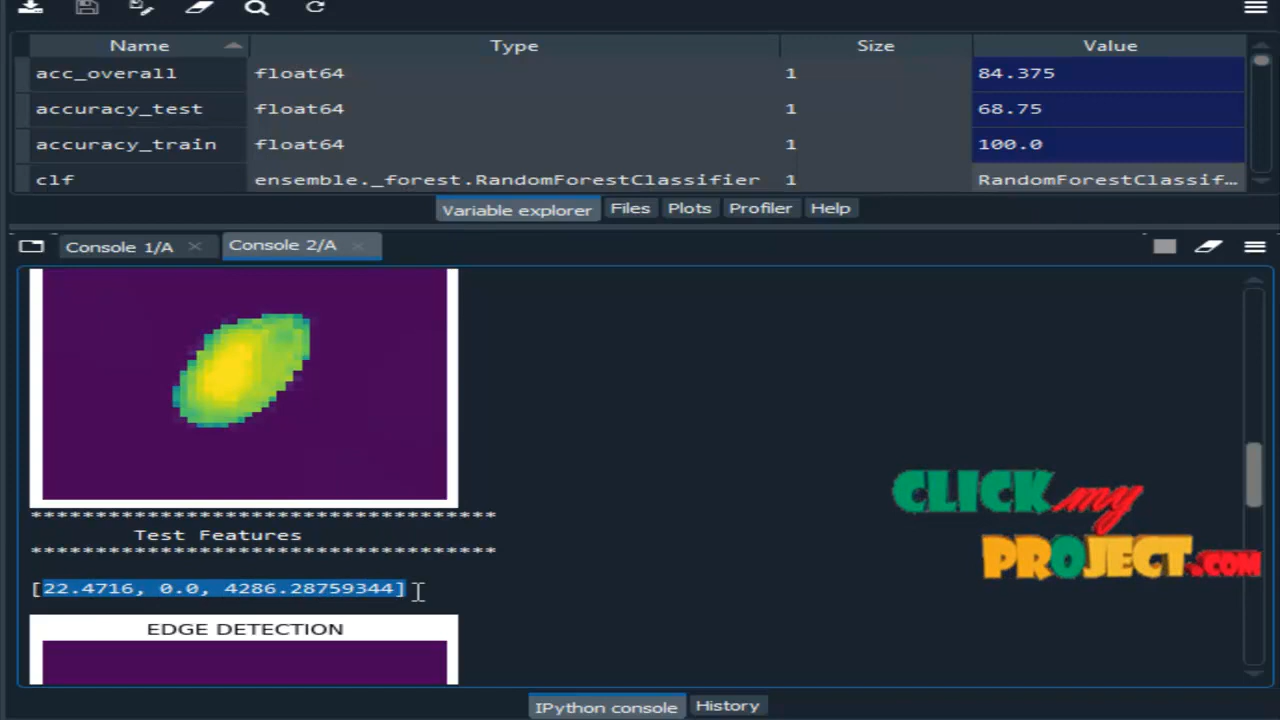 Name Type Size Value
acc_overall float64 1 84.375
accuracy_test float64 1 68.75
accuracy_train float64 1 100.0
clf ensemble._forest.RandomForestClassifier 1 RandomForestClassif…
Variable explorer Files Plots Profiler Help
Console 1/A Console 2/A
************************************
Test Features
************************************
[22.4716, 0.0, 4286.28759344]
EDGE DETECTION
CLICK my
PROJECT.COM
IPython console History